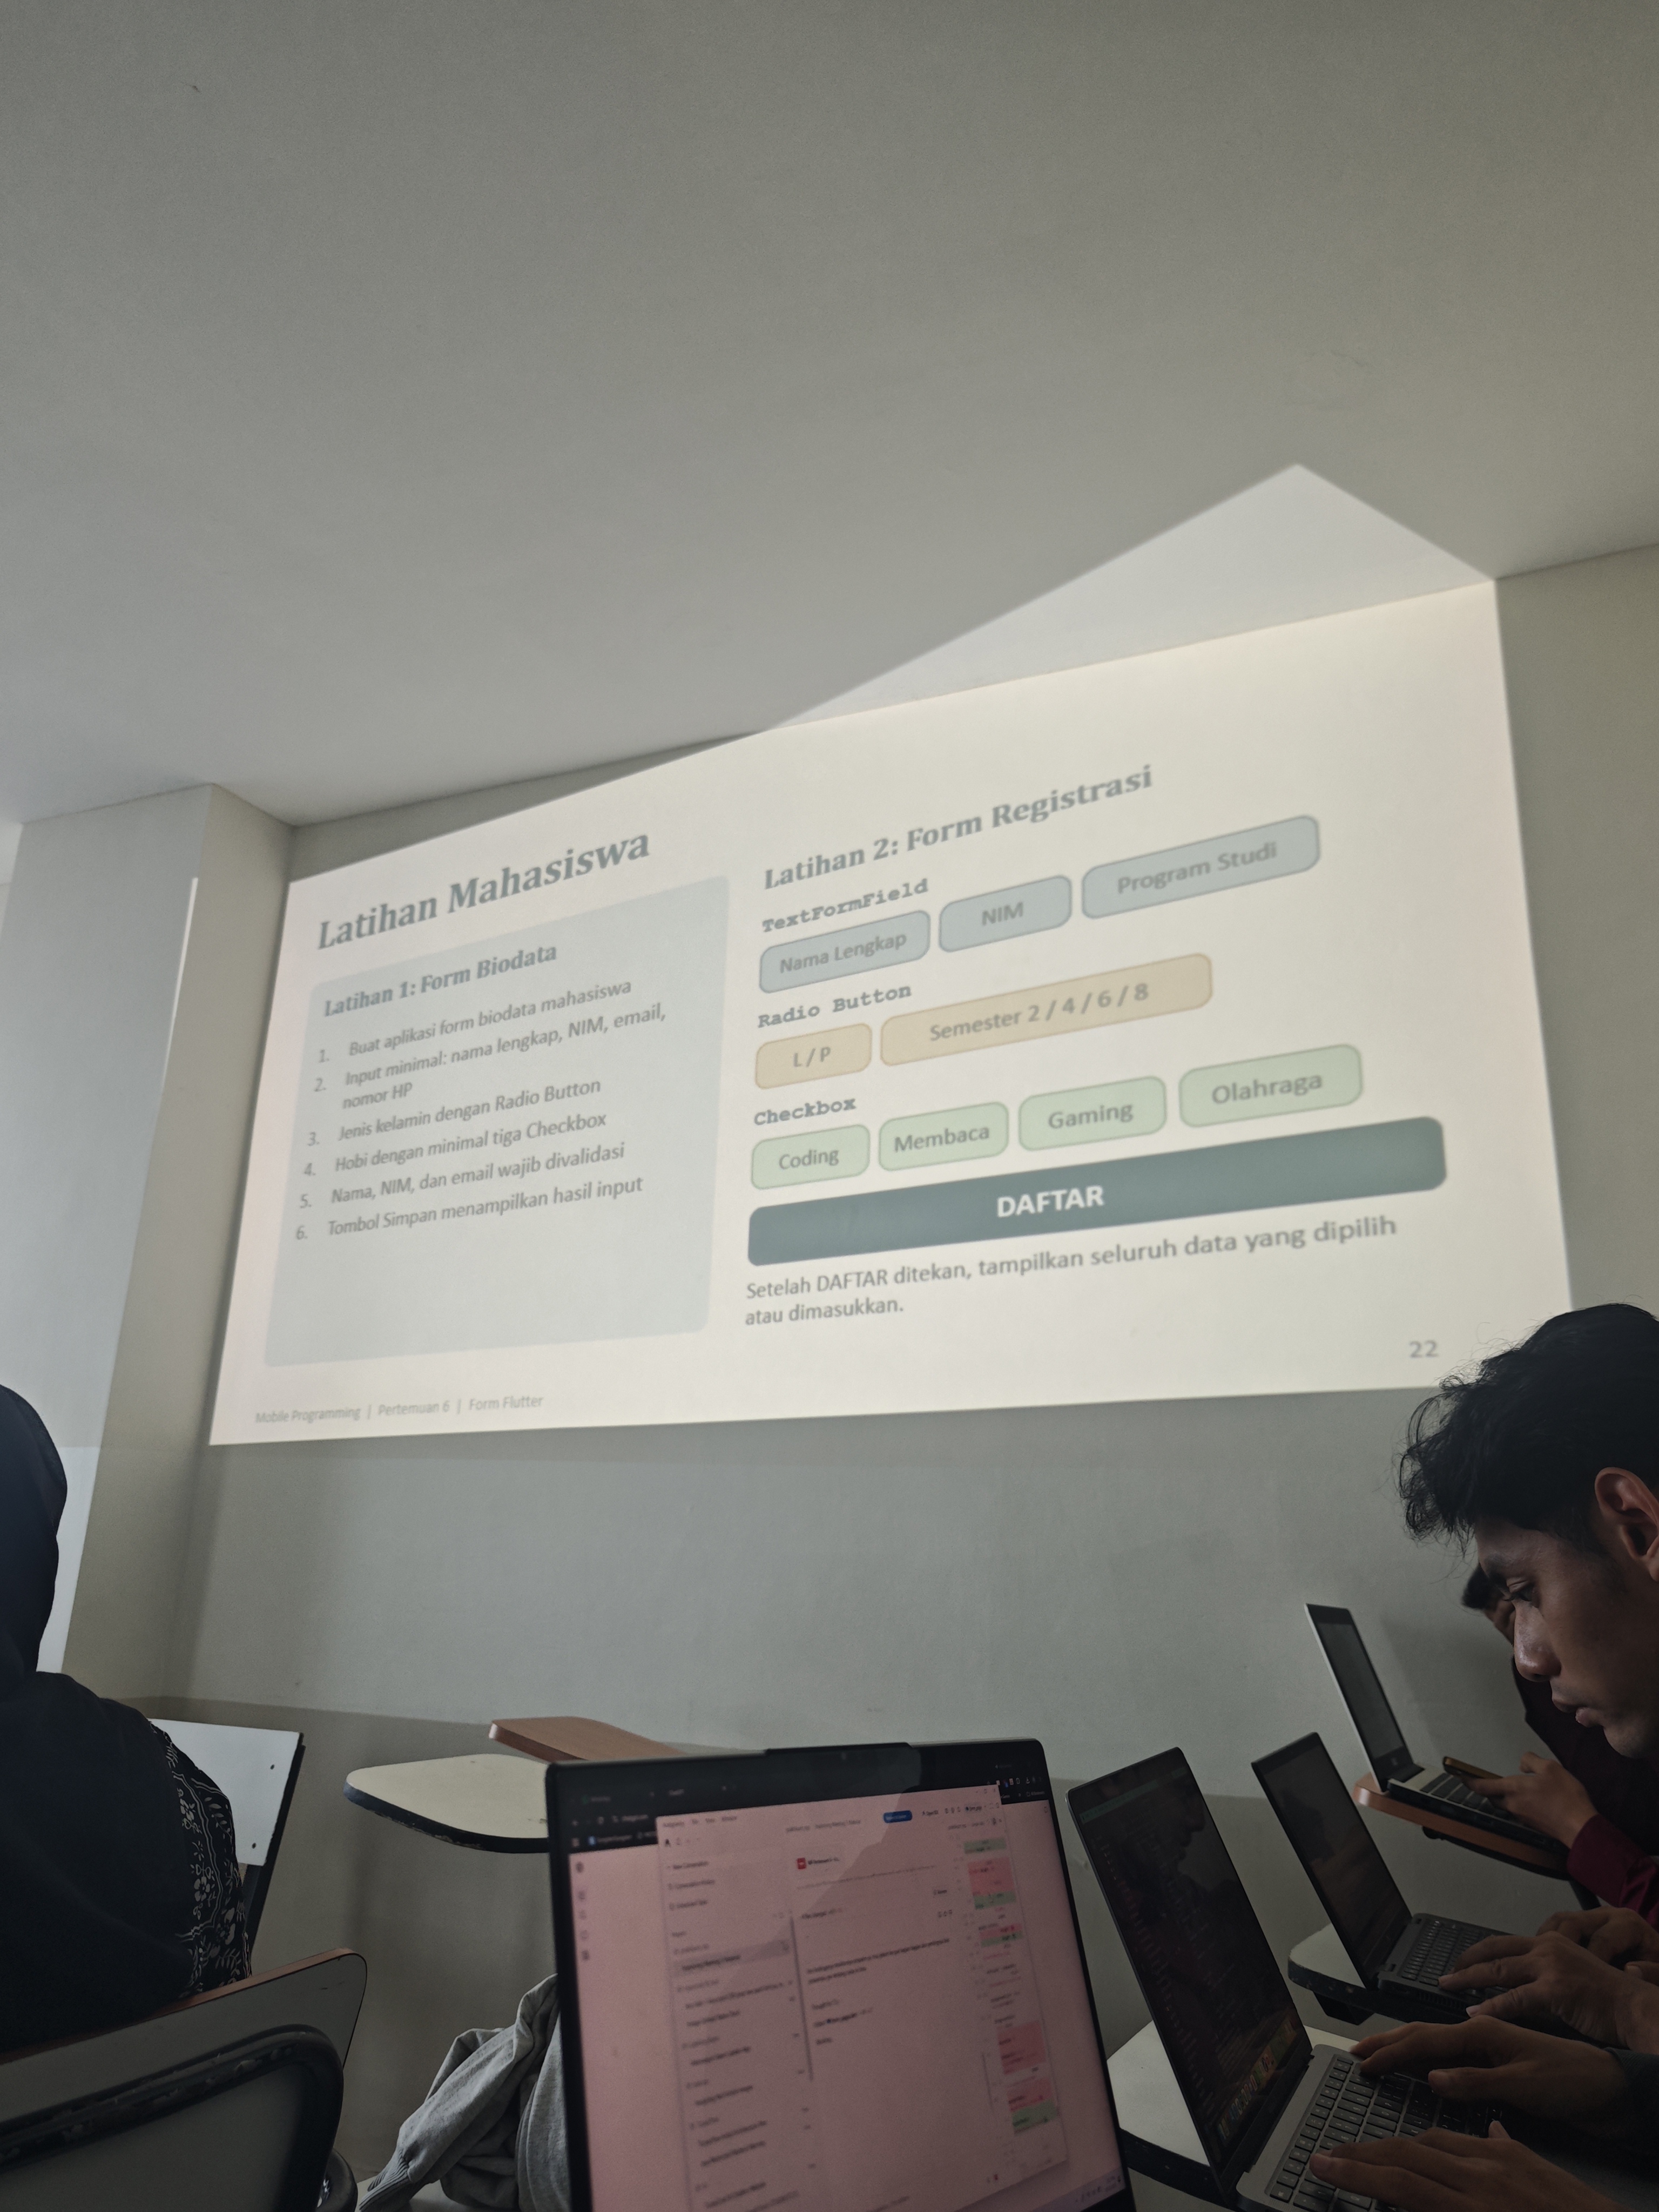 Latihan Mahasiswa
Latihan 1: Form Biodata
1. Buat aplikasi form biodata mahasiswa
2. Input minimal: nama lengkap, NIM, email,
nomor HP
3. Jenis kelamin dengan Radio Button
4. Hobi dengan minimal tiga Checkbox
5. Nama, NIM, dan email wajib divalidasi
6. Tombol Simpan menampilkan hasil input
Latihan 2: Form Registrasi
TextFormField
Nama Lengkap NIM Program Studi
Radio Button
L / P Semester 2 / 4 / 6 / 8
Checkbox
Coding Membaca Gaming Olahraga
DAFTAR
Setelah DAFTAR ditekan, tampilkan seluruh data yang dipilih
atau dimasukkan.
22
Mobile Programming | Pertemuan 6 | Form Flutter